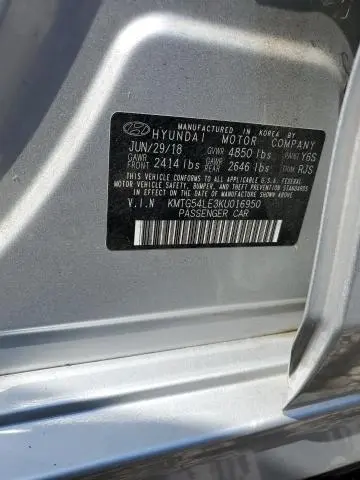 MANUFACTURED IN KOREA BY
HYUNDAI MOTOR COMPANY
JUN/29/18 GVWR 4850 lbs PAINT Y6S
GAWR FRONT 2414 lbs GAWR REAR 2646 lbs TRIM RJS
THIS VEHICLE CONFORMS TO ALL APPLICABLE U.S.A. FEDERAL
MOTOR VEHICLE SAFETY, BUMPER, AND THEFT PREVENTION STANDARDS
IN EFFECT ON THE DATE OF MANUFACTURE SHOWN ABOVE.
V.I.N KMTG54LE3KU016950
PASSENGER CAR